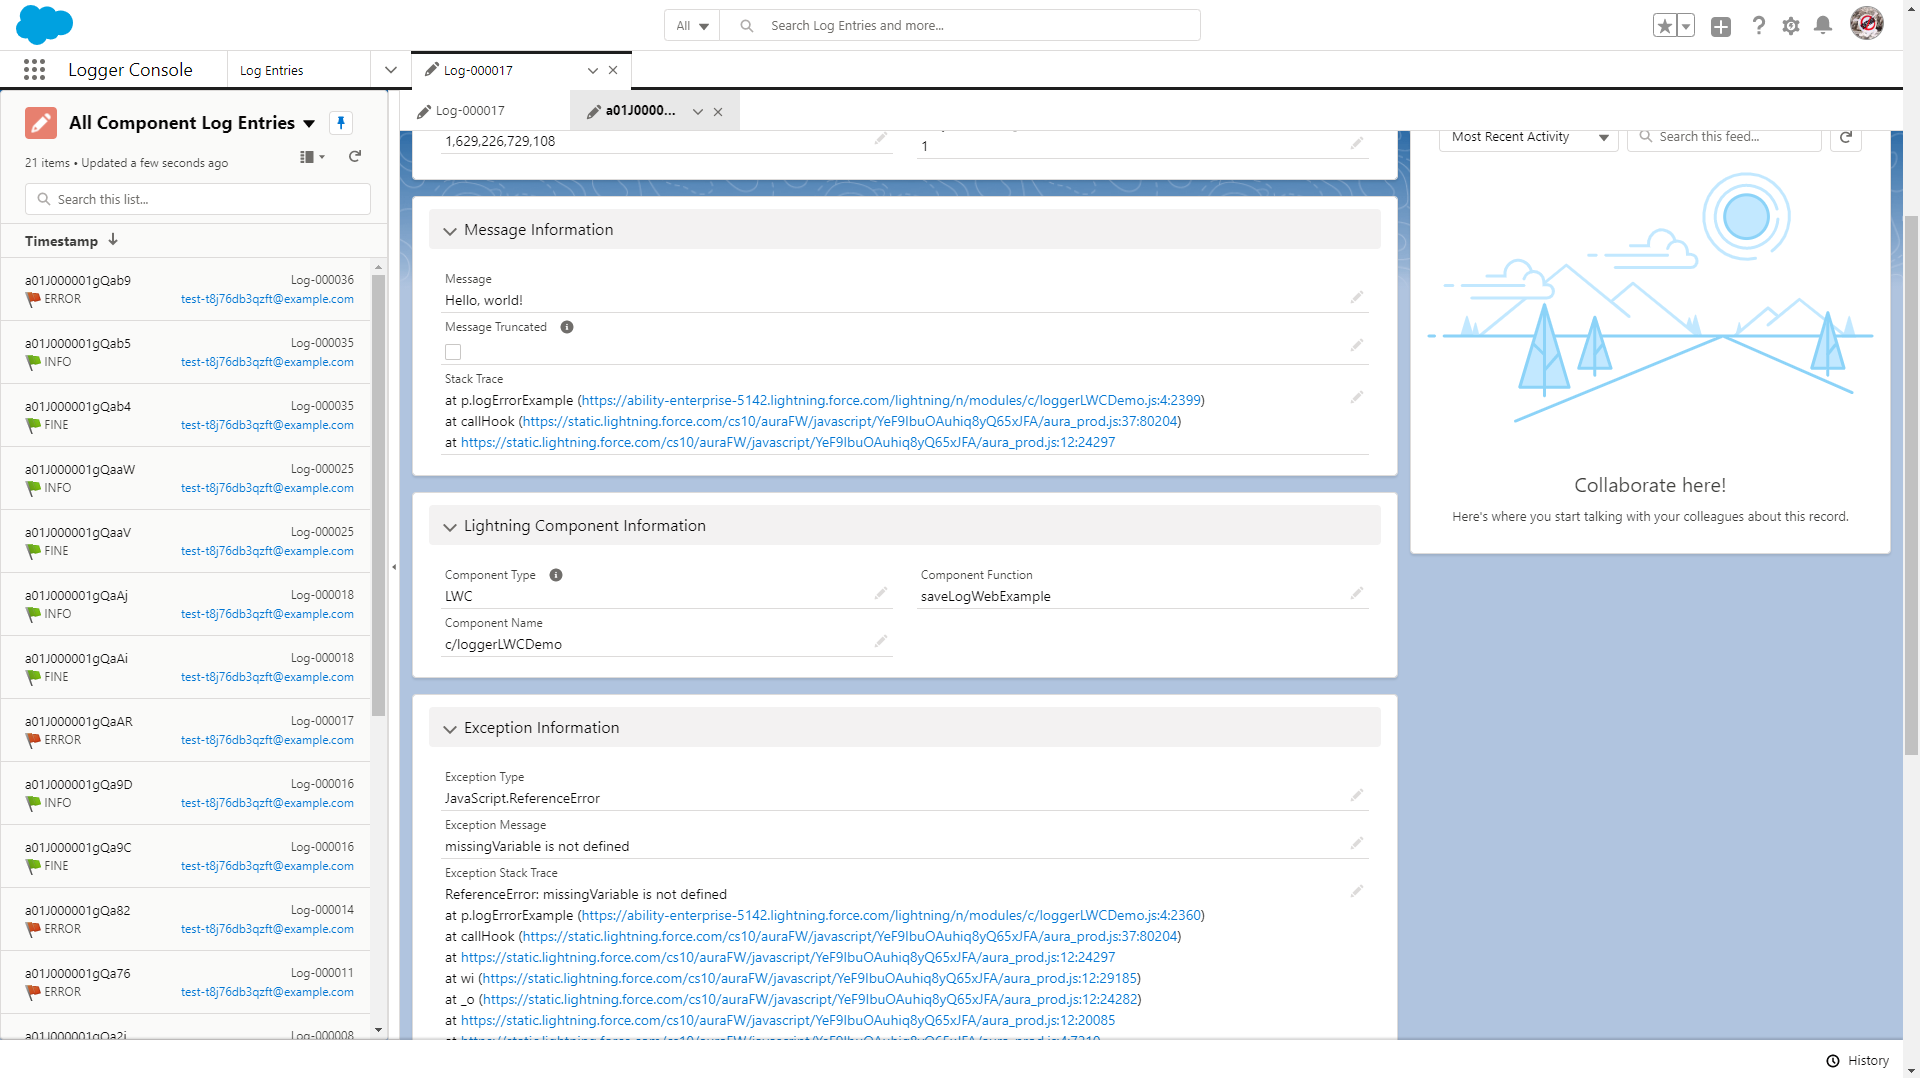 All
Search Log Entries and more...
Logger Console
Log Entries
Log-000017
Log-000017
a01J0000...
All Component Log Entries
21 items • Updated a few seconds ago
Search this list...
Timestamp
a01J000001gQab9 Log-000036
ERROR test-t8j76db3qzft@example.com
a01J000001gQab5 Log-000035
INFO test-t8j76db3qzft@example.com
a01J000001gQab4 Log-000035
FINE test-t8j76db3qzft@example.com
a01J000001gQaaW Log-000025
INFO test-t8j76db3qzft@example.com
a01J000001gQaaV Log-000025
FINE test-t8j76db3qzft@example.com
a01J000001gQaAj Log-000018
INFO test-t8j76db3qzft@example.com
a01J000001gQaAi Log-000018
FINE test-t8j76db3qzft@example.com
a01J000001gQaAR Log-000017
ERROR test-t8j76db3qzft@example.com
a01J000001gQa9D Log-000016
INFO test-t8j76db3qzft@example.com
a01J000001gQa9C Log-000016
FINE test-t8j76db3qzft@example.com
a01J000001gQa82 Log-000014
ERROR test-t8j76db3qzft@example.com
a01J000001gQa76 Log-000011
ERROR test-t8j76db3qzft@example.com
a01J000001gQa2i Log-000008
1,629,226,729,108
1
Message Information
Message
Hello, world!
Message Truncated
Stack Trace
at p.logErrorExample (https://ability-enterprise-5142.lightning.force.com/lightning/n/modules/c/loggerLWCDemo.js:4:2399)
at callHook (https://static.lightning.force.com/cs10/auraFW/javascript/YeF9IbuOAuhiq8yQ65xJFA/aura_prod.js:37:80204)
at https://static.lightning.force.com/cs10/auraFW/javascript/YeF9IbuOAuhiq8yQ65xJFA/aura_prod.js:12:24297
Lightning Component Information
Component Type
LWC
Component Function
saveLogWebExample
Component Name
c/loggerLWCDemo
Exception Information
Exception Type
JavaScript.ReferenceError
Exception Message
missingVariable is not defined
Exception Stack Trace
ReferenceError: missingVariable is not defined
at p.logErrorExample (https://ability-enterprise-5142.lightning.force.com/lightning/n/modules/c/loggerLWCDemo.js:4:2360)
at callHook (https://static.lightning.force.com/cs10/auraFW/javascript/YeF9IbuOAuhiq8yQ65xJFA/aura_prod.js:37:80204)
at https://static.lightning.force.com/cs10/auraFW/javascript/YeF9IbuOAuhiq8yQ65xJFA/aura_prod.js:12:24297
at wi (https://static.lightning.force.com/cs10/auraFW/javascript/YeF9IbuOAuhiq8yQ65xJFA/aura_prod.js:12:29185)
at _o (https://static.lightning.force.com/cs10/auraFW/javascript/YeF9IbuOAuhiq8yQ65xJFA/aura_prod.js:12:24282)
at https://static.lightning.force.com/cs10/auraFW/javascript/YeF9IbuOAuhiq8yQ65xJFA/aura_prod.js:12:20085
at https://static.lightning.force.com/cs10/auraFW/javascript/YeF9IbuOAuhiq8yQ65xJFA/aura_prod.js:4:7210
Most Recent Activity
Search this feed...
Collaborate here!
Here's where you start talking with your colleagues about this record.
History